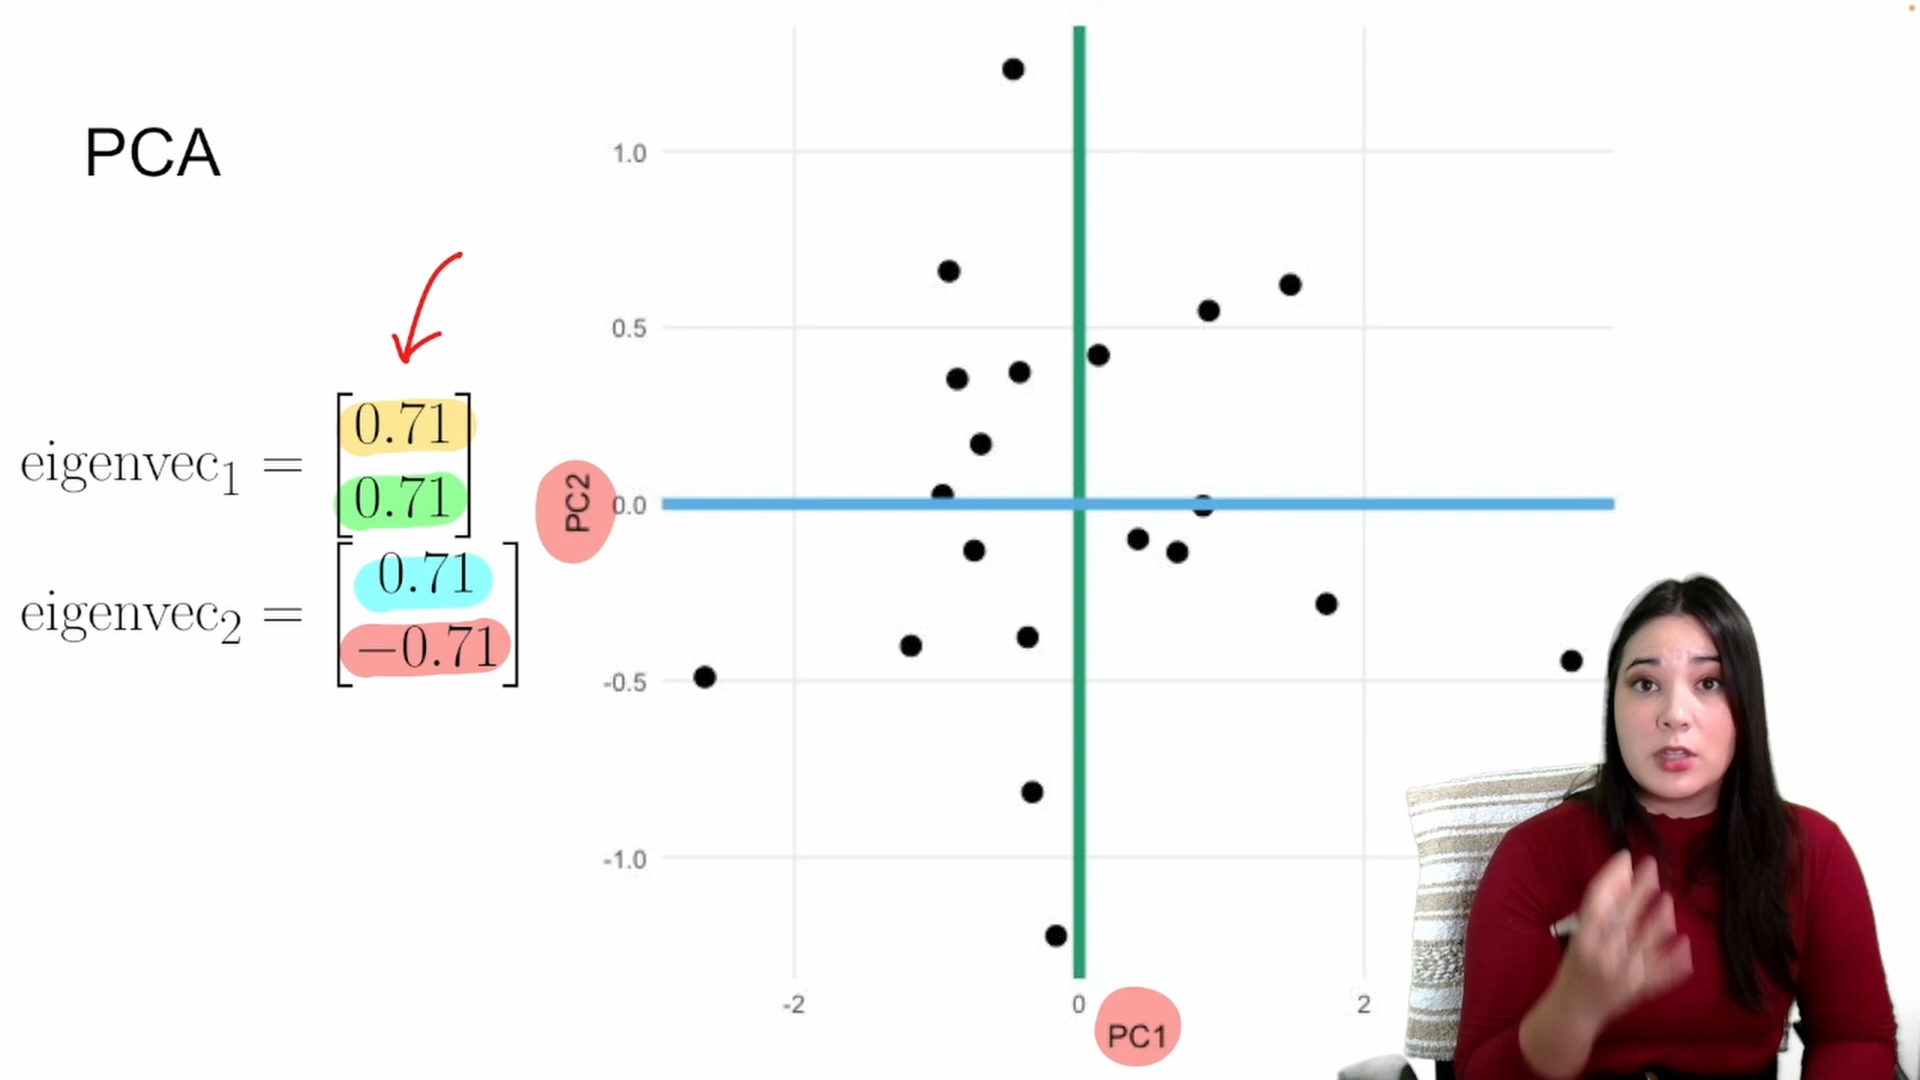 PCA
eigenvec1 =
0.71
0.71
eigenvec2 =
0.71
−0.71
PC2
1.0
0.5
0.0
-0.5
-1.0
-2
0
2
PC1